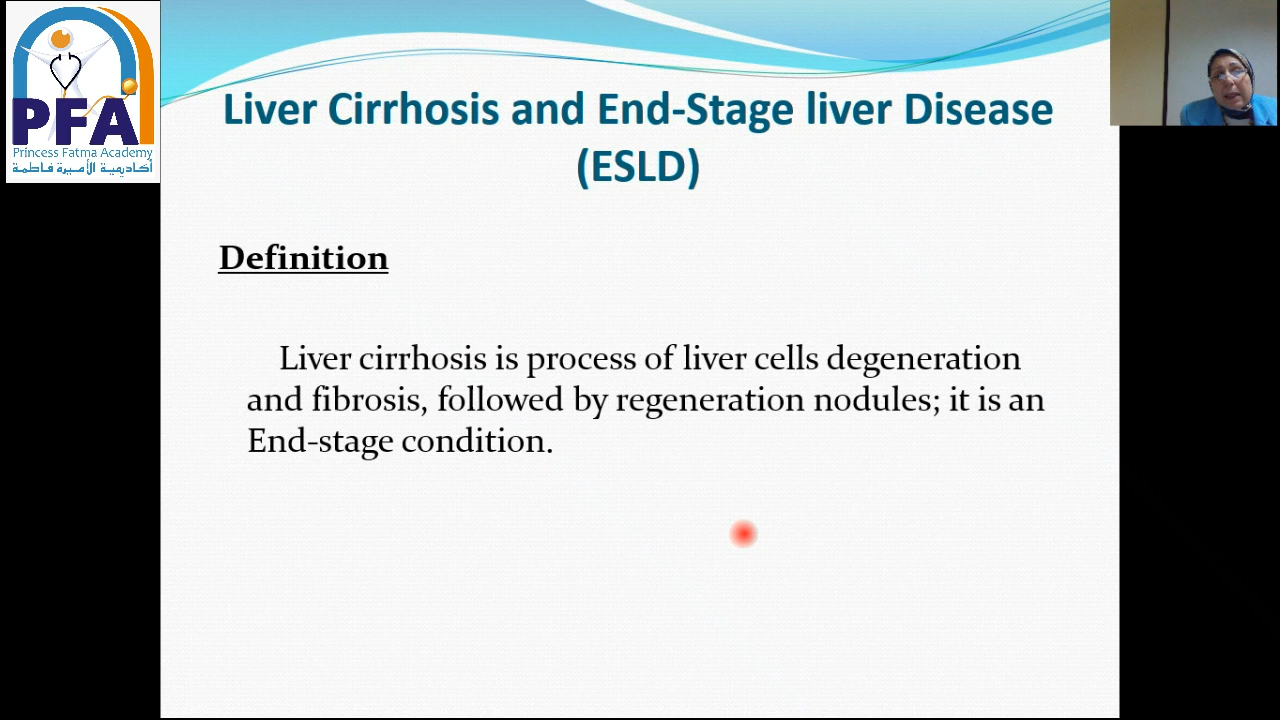 PFA
Princess Fatma Academy
أكاديمية الأميرة فاطمة
Liver Cirrhosis and End-Stage liver Disease
(ESLD)
Definition
Liver cirrhosis is process of liver cells degeneration
and fibrosis, followed by regeneration nodules; it is an
End-stage condition.